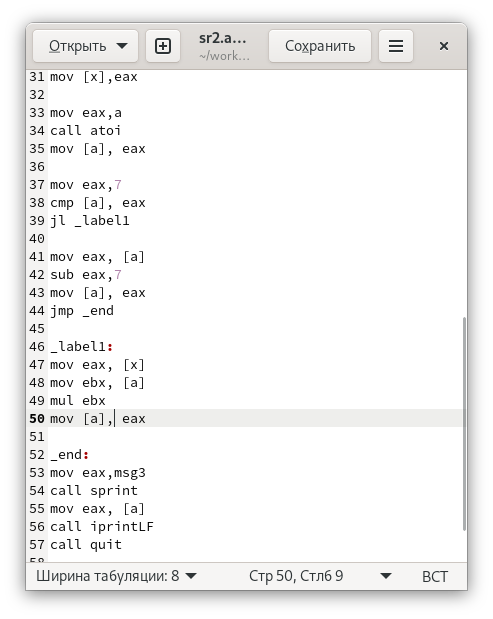 Открыть
sr2.a...
~/work...
Сохранить
31 mov [x],eax
32
33 mov eax,a
34 call atoi
35 mov [a], eax
36
37 mov eax,7
38 cmp [a], eax
39 jl _label1
40
41 mov eax, [a]
42 sub eax,7
43 mov [a], eax
44 jmp _end
45
46 _label1:
47 mov eax, [x]
48 mov ebx, [a]
49 mul ebx
50 mov [a], eax
51
52 _end:
53 mov eax,msg3
54 call sprint
55 mov eax, [a]
56 call iprintLF
57 call quit
58
Ширина табуляции: 8
Стр 50, Стлб 9
ВСТ